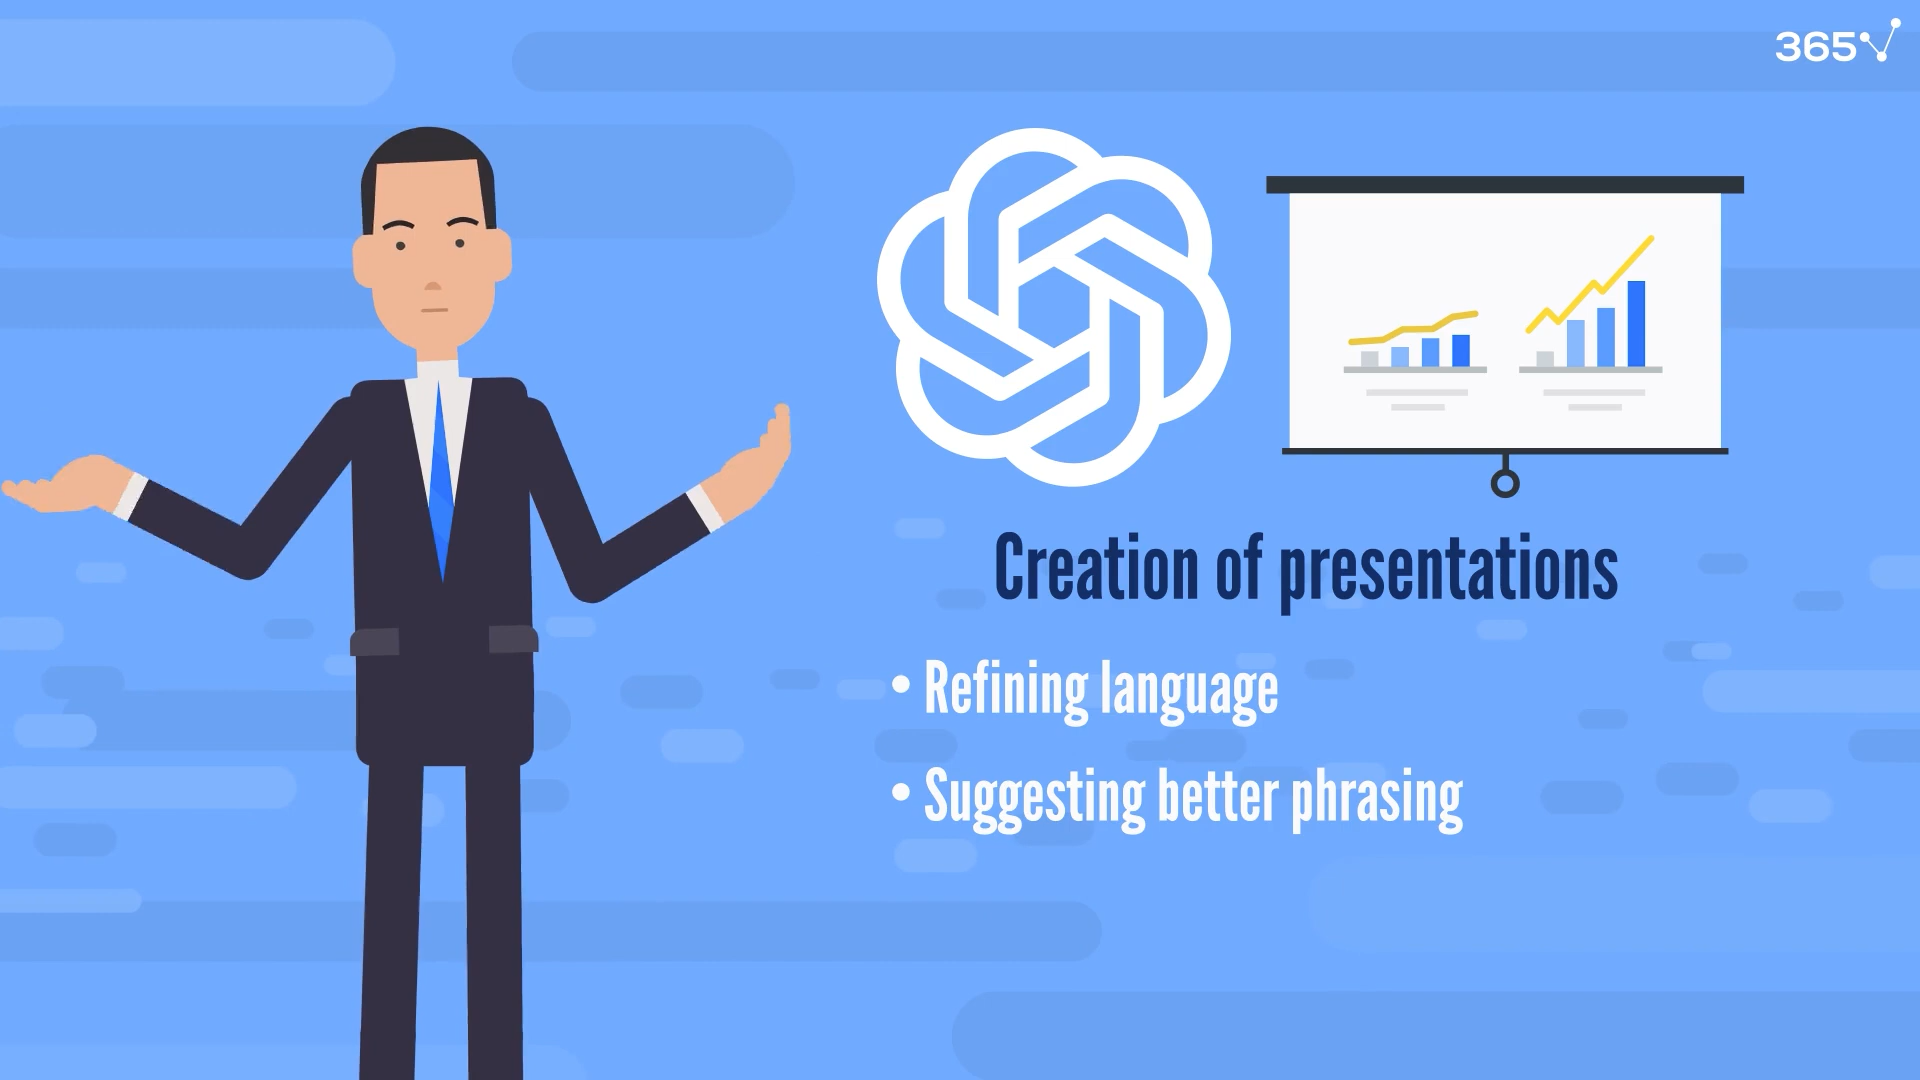 365
Creation of presentations
• Refining language
• Suggesting better phrasing